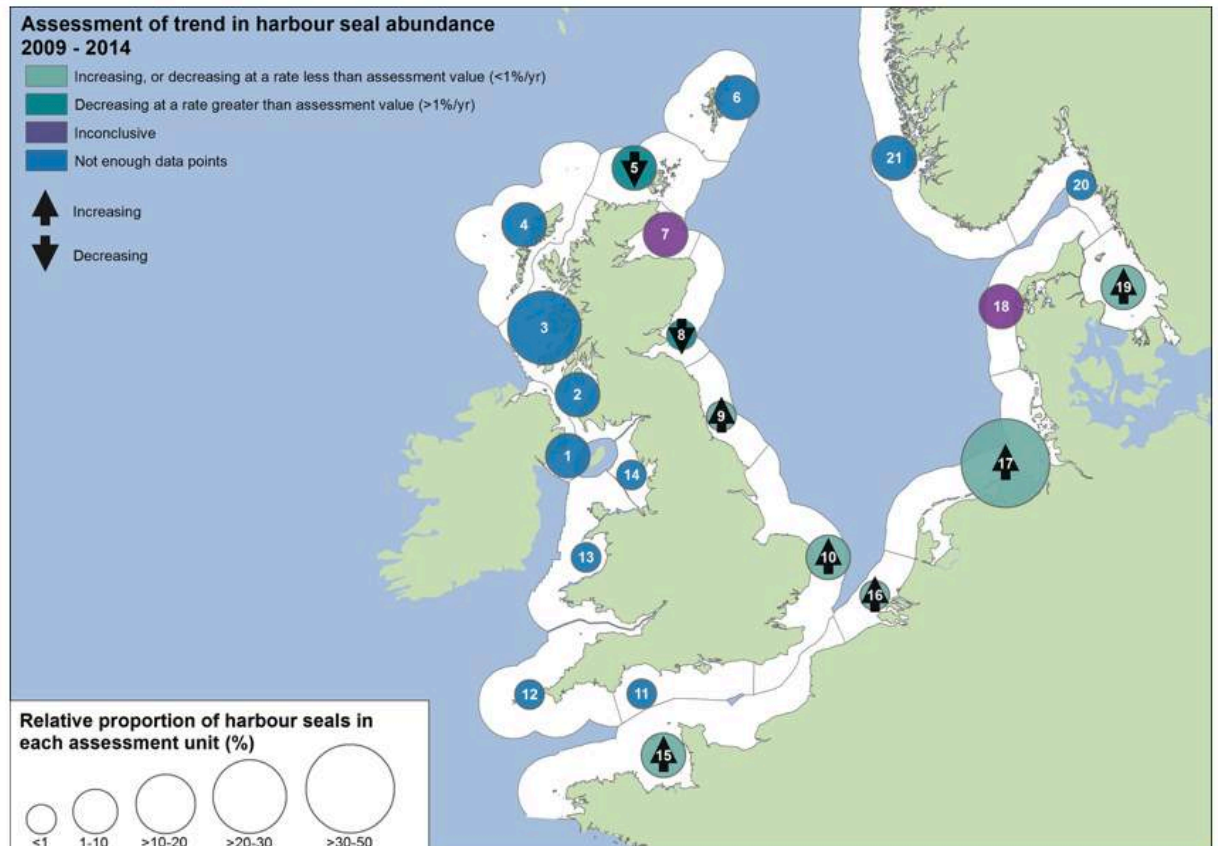 Assessment of trend in harbour seal abundance
2009 - 2014
Increasing, or decreasing at a rate less than assessment value (<1%/yr)
Decreasing at a rate greater than assessment value (>1%/yr)
Inconclusive
Not enough data points
Increasing
Decreasing
6
5
21
20
4
7
19
18
3
8
2
9
1
17
14
13
10
16
12
11
15
Relative proportion of harbour seals in
each assessment unit (%)
<1 1-10 >10-20 >20-30 >30-50